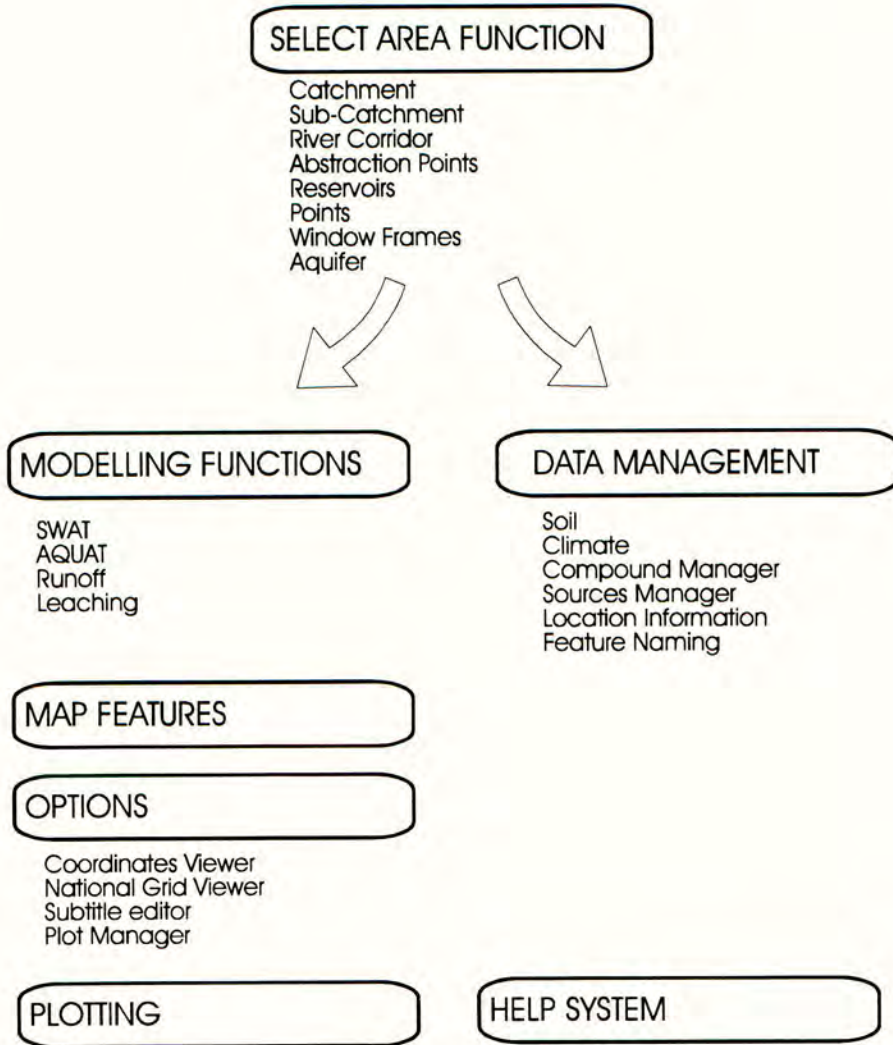 SELECT AREA FUNCTION
Catchment
Sub-Catchment
River Corridor
Abstraction Points
Reservoirs
Points
Window Frames
Aquifer
MODELLING FUNCTIONS
SWAT
AQUAT
Runoff
Leaching
DATA MANAGEMENT
Soil
Climate
Compound Manager
Sources Manager
Location Information
Feature Naming
MAP FEATURES
OPTIONS
Coordinates Viewer
National Grid Viewer
Subtitle editor
Plot Manager
PLOTTING
HELP SYSTEM